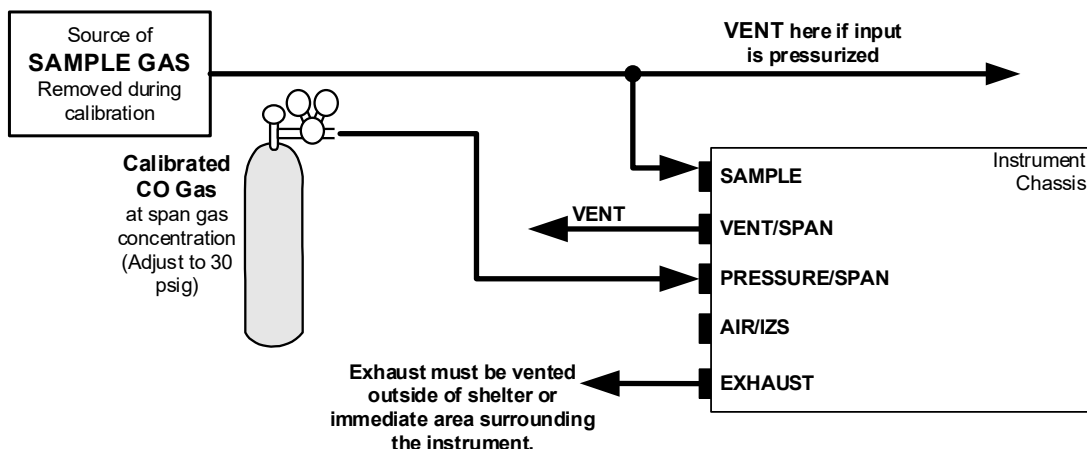 Source of
SAMPLE GAS
Removed during
calibration
VENT here if input
is pressurized
Calibrated
CO Gas
at span gas
concentration
(Adjust to 30
psig)
Instrument
Chassis
SAMPLE
VENT
VENT/SPAN
PRESSURE/SPAN
AIR/IZS
EXHAUST
Exhaust must be vented
outside of shelter or
immediate area surrounding
the instrument.